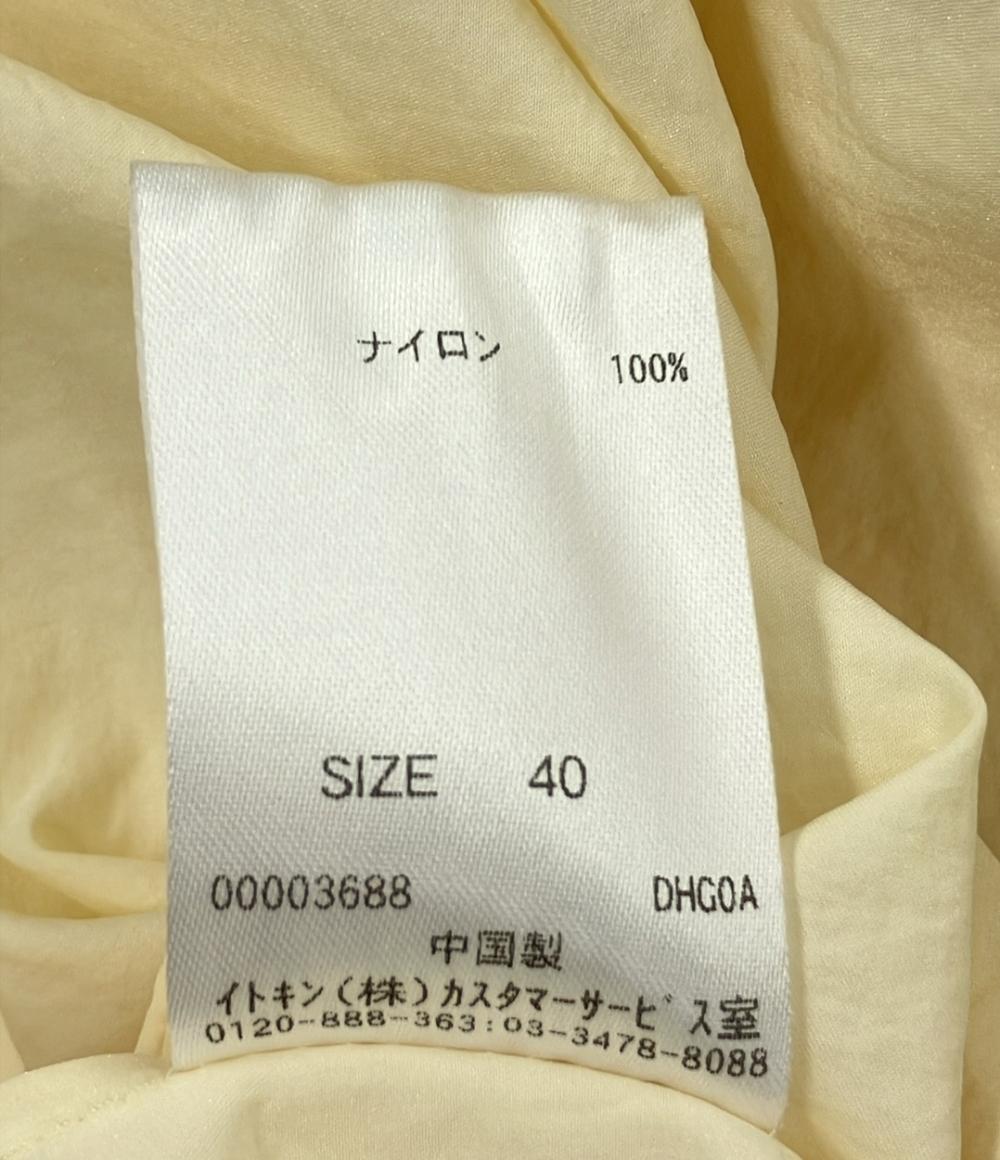 ナイロン 100%
SIZE 40
00003688 DHG0A
中国製
イトキン(株)カスタマーサービス室
0120-888-363:03-3478-8088